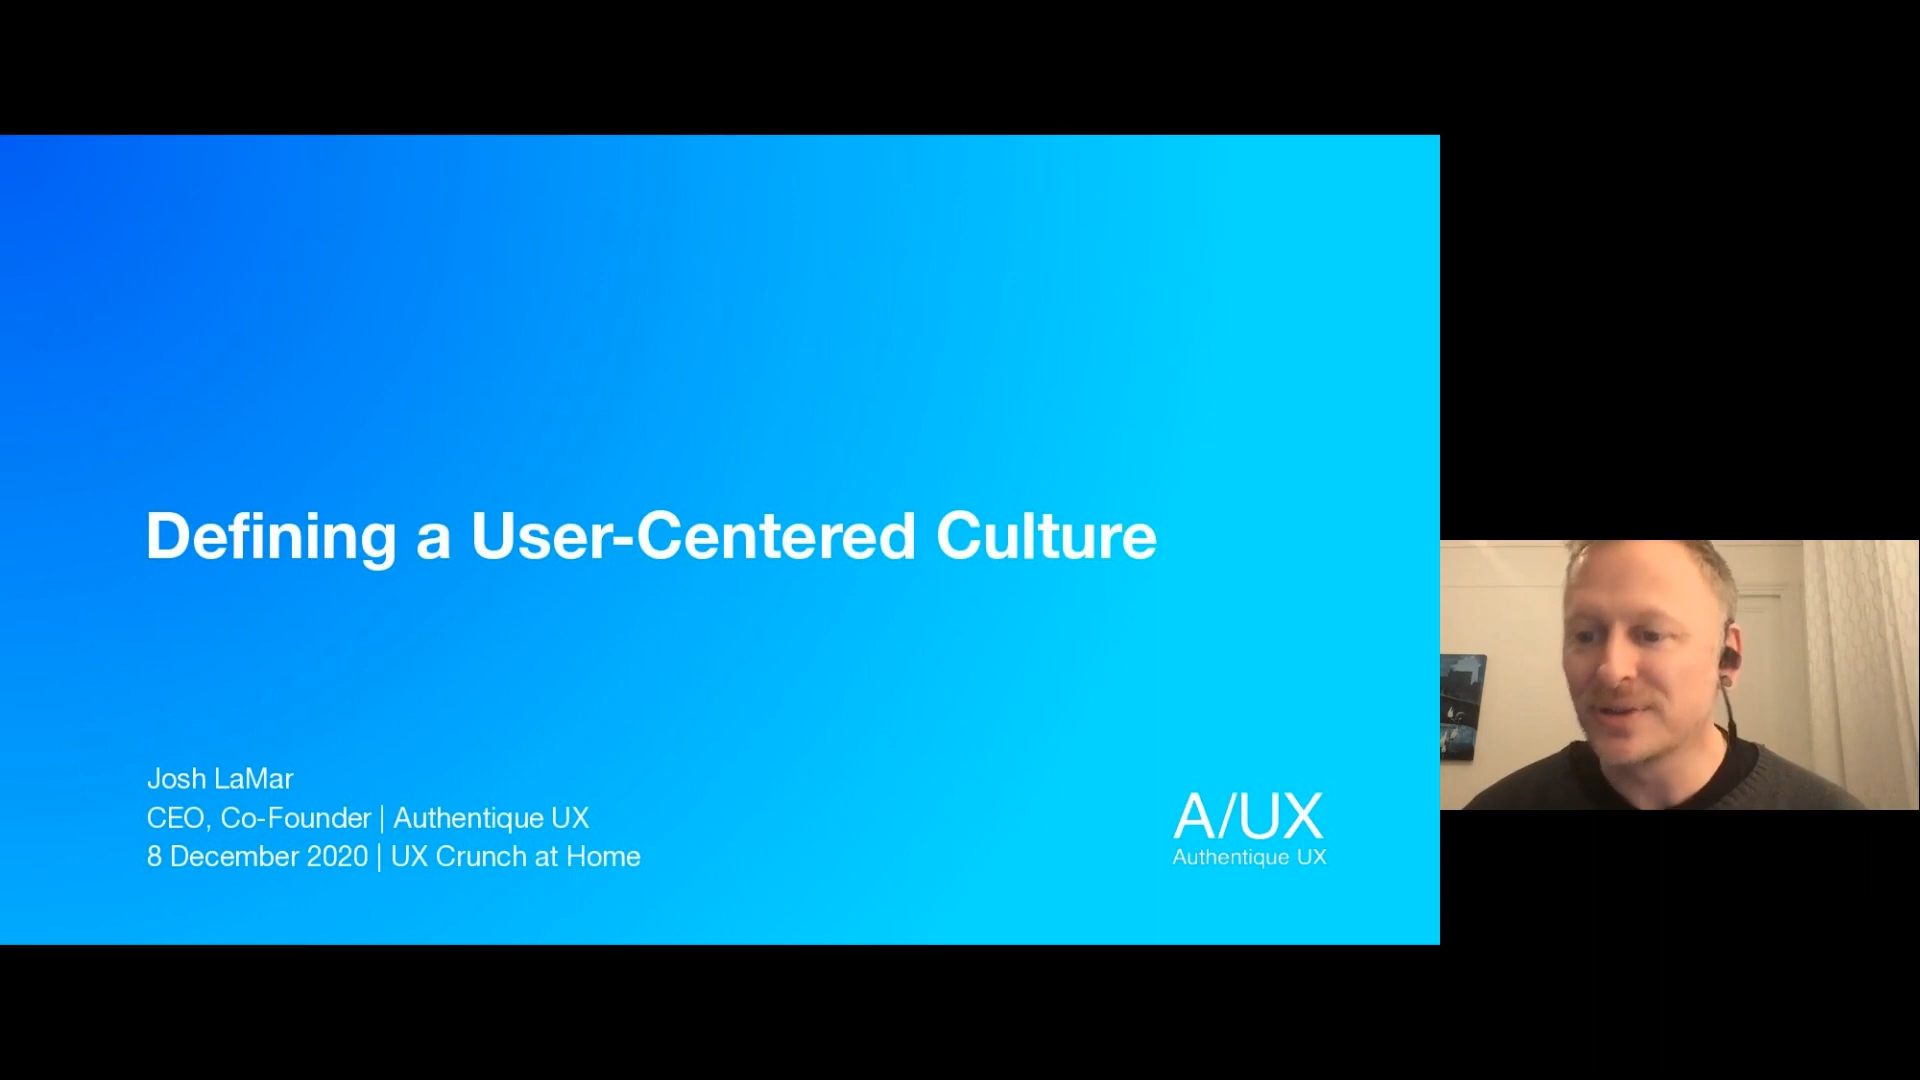 Defining a User-Centered Culture
Josh LaMar
CEO, Co-Founder | Authentique UX
8 December 2020 | UX Crunch at Home
A/UX
Authentique UX